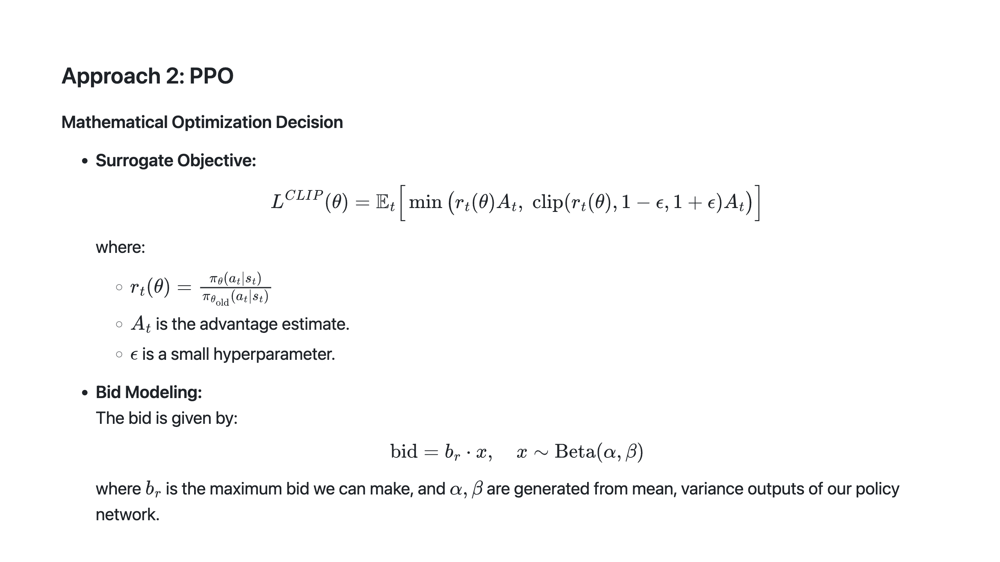 Approach 2: PPO
Mathematical Optimization Decision
• Surrogate Objective:
$L^{CLIP}(\theta) = \mathbb{E}_t\Big[\min\big(r_t(\theta)A_t,\ \text{clip}(r_t(\theta), 1-\epsilon, 1+\epsilon)A_t\big)\Big]$
where:
◦ $r_t(\theta) = \frac{\pi_\theta(a_t|s_t)}{\pi_{\theta_{\text{old}}}(a_t|s_t)}$
◦ $A_t$ is the advantage estimate.
◦ $\epsilon$ is a small hyperparameter.
• Bid Modeling:
The bid is given by:
$\text{bid} = b_r \cdot x, \quad x \sim \text{Beta}(\alpha, \beta)$
where $b_r$ is the maximum bid we can make, and $\alpha, \beta$ are generated from mean, variance outputs of our policy
network.